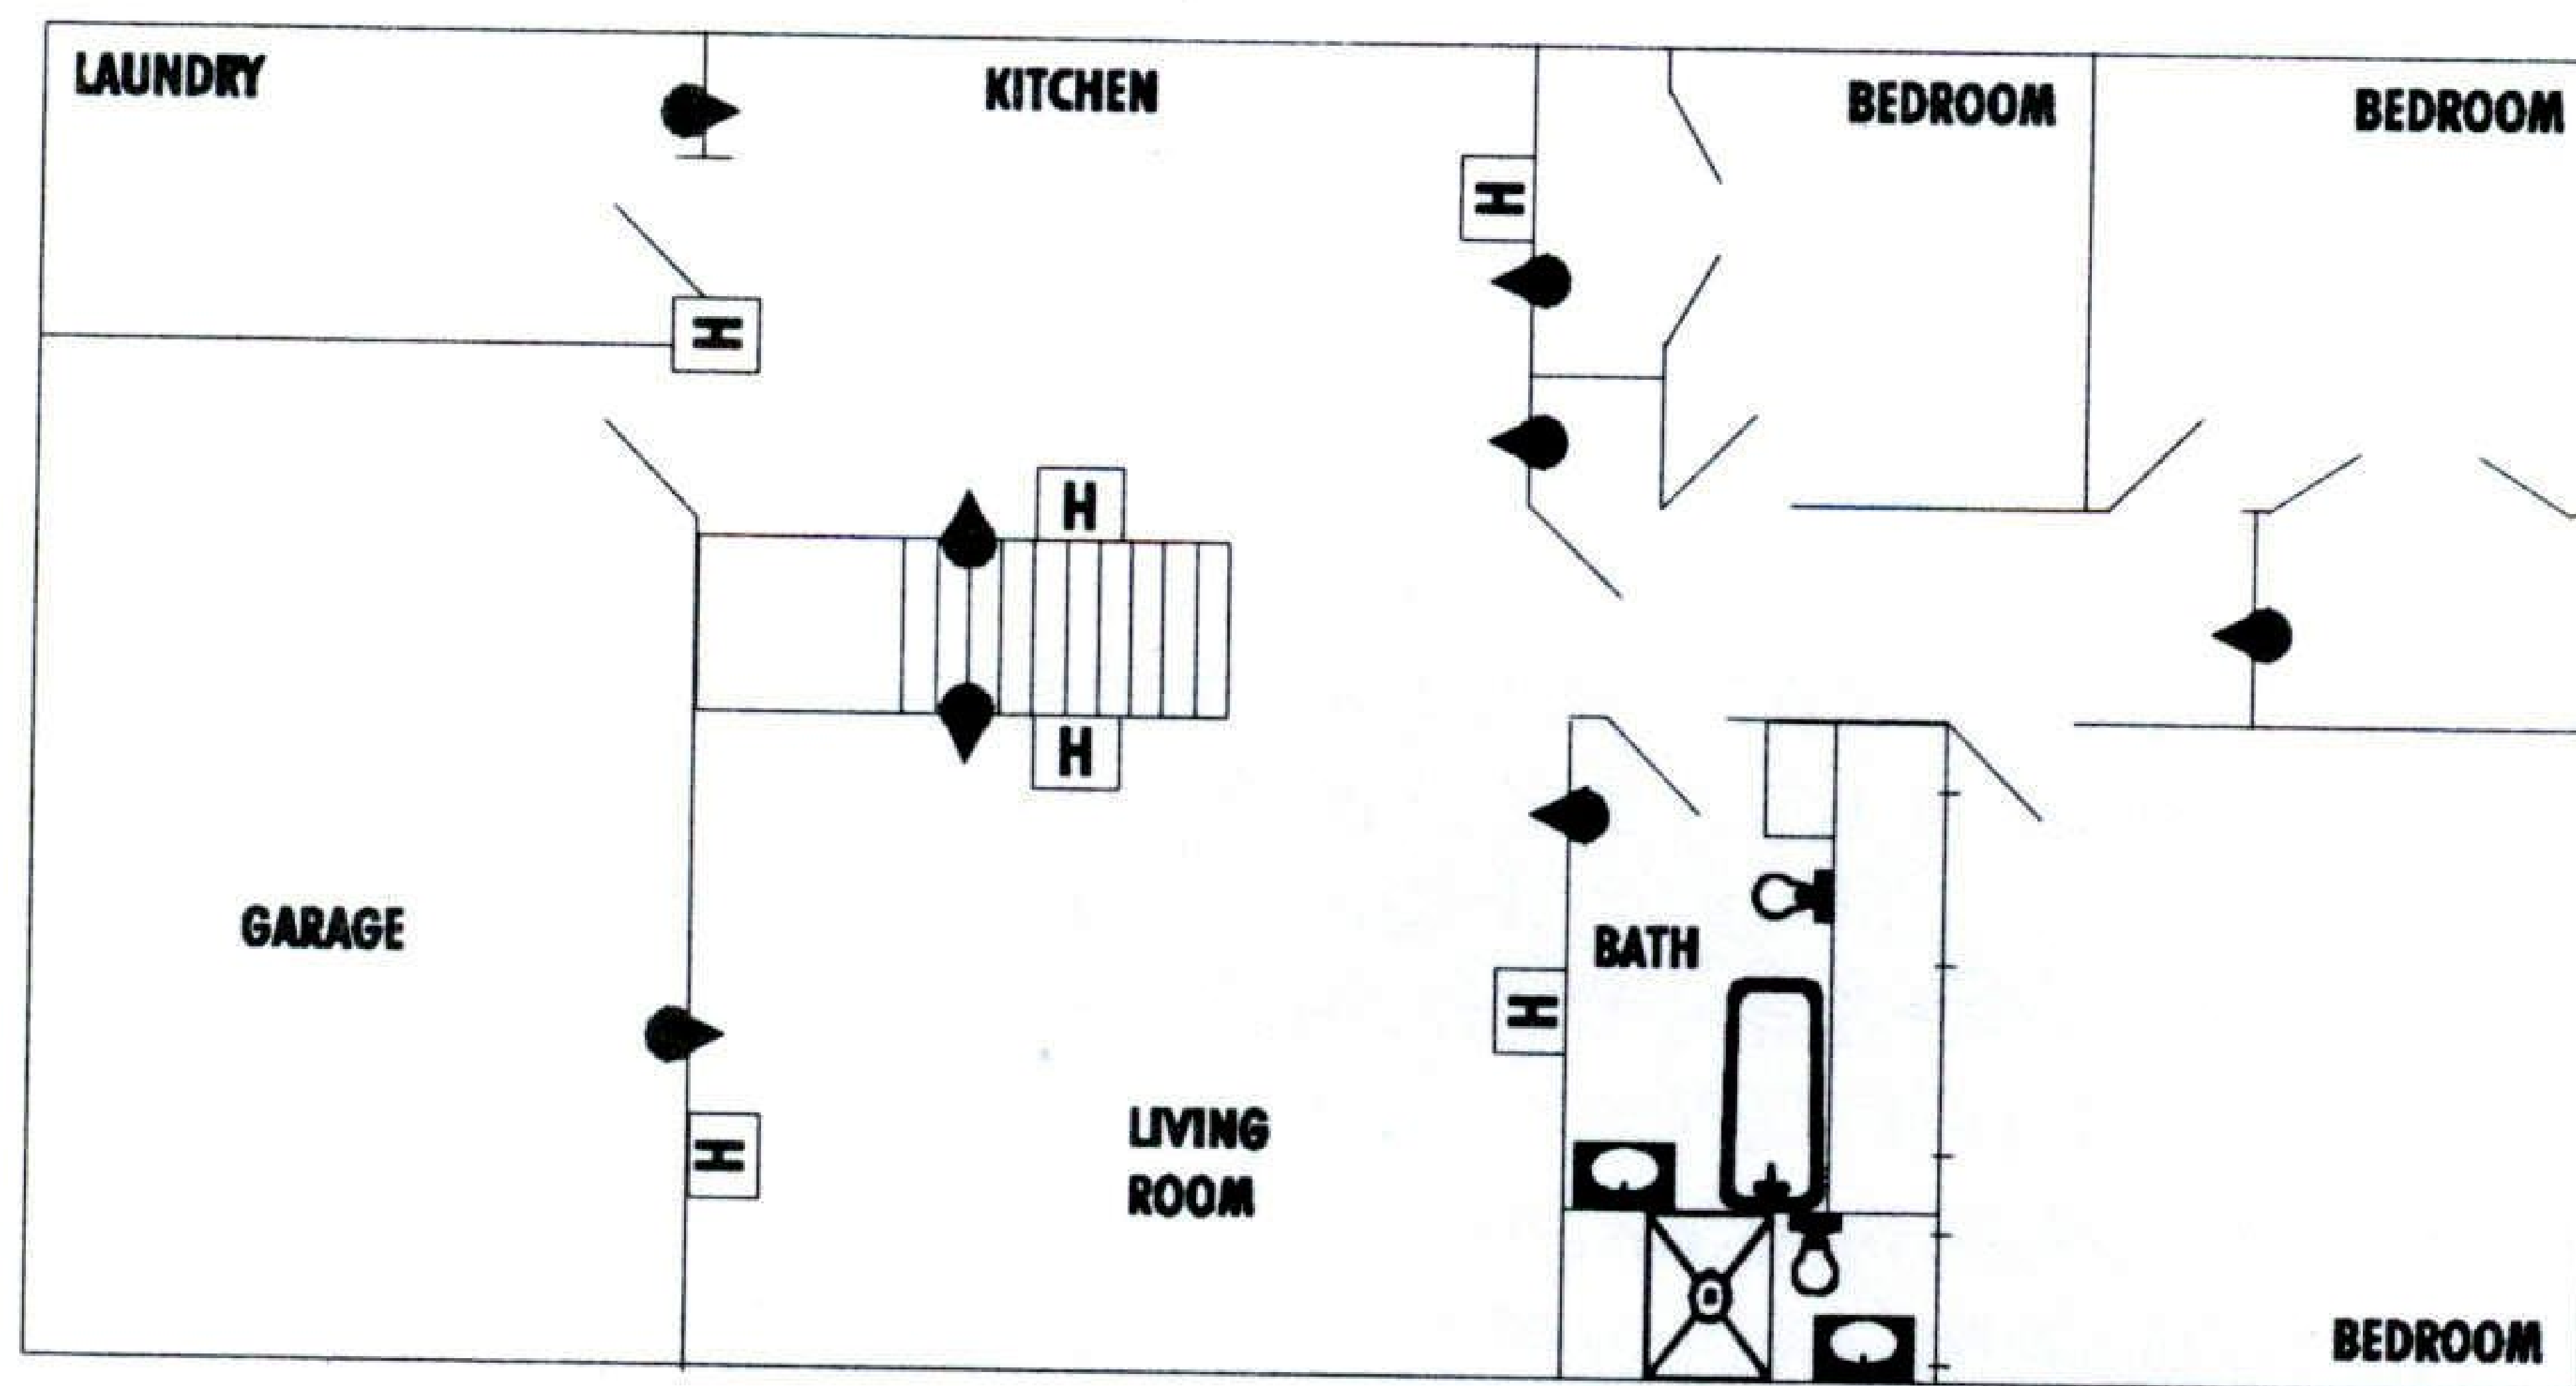 LAUNDRY
KITCHEN
BEDROOM
BEDROOM
H
H
H
H
GARAGE
BATH
H
H
LIVING
ROOM
BEDROOM